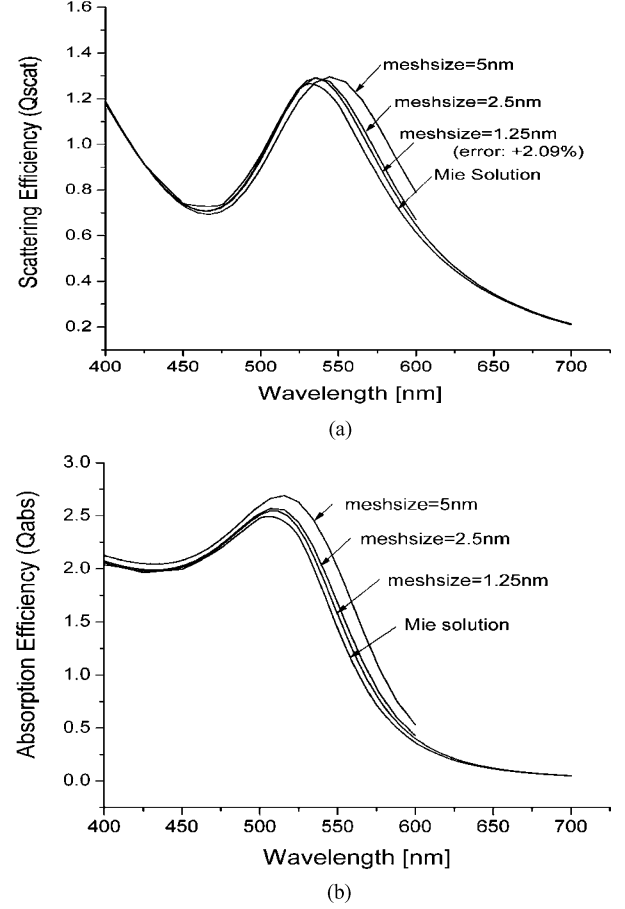 1.6
1.4
1.2
1.0
0.8
0.6
0.4
0.2
Scattering Efficiency (Qscat)
meshsize=5nm
meshsize=2.5nm
meshsize=1.25nm
(error: +2.09%)
Mie Solution
400 450 500 550 600 650 700
Wavelength [nm]
(a)
3.0
2.5
2.0
1.5
1.0
0.5
0.0
Absorption Efficiency (Qabs)
meshsize=5nm
meshsize=2.5nm
meshsize=1.25nm
Mie solution
400 450 500 550 600 650 700
Wavelength [nm]
(b)